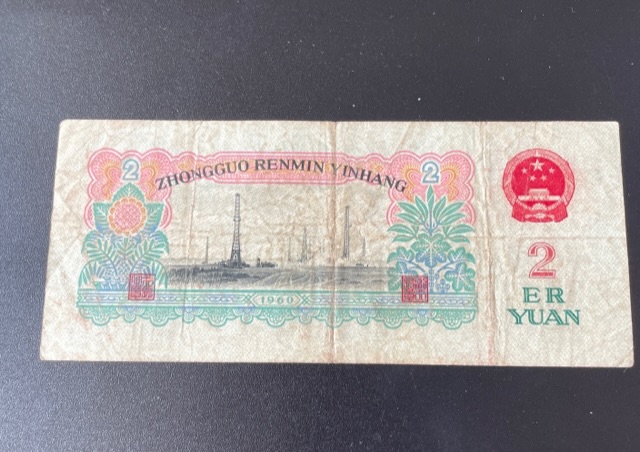 2
ZHONGGUO RENMIN YINHANG
2
1960
2
ER
YUAN